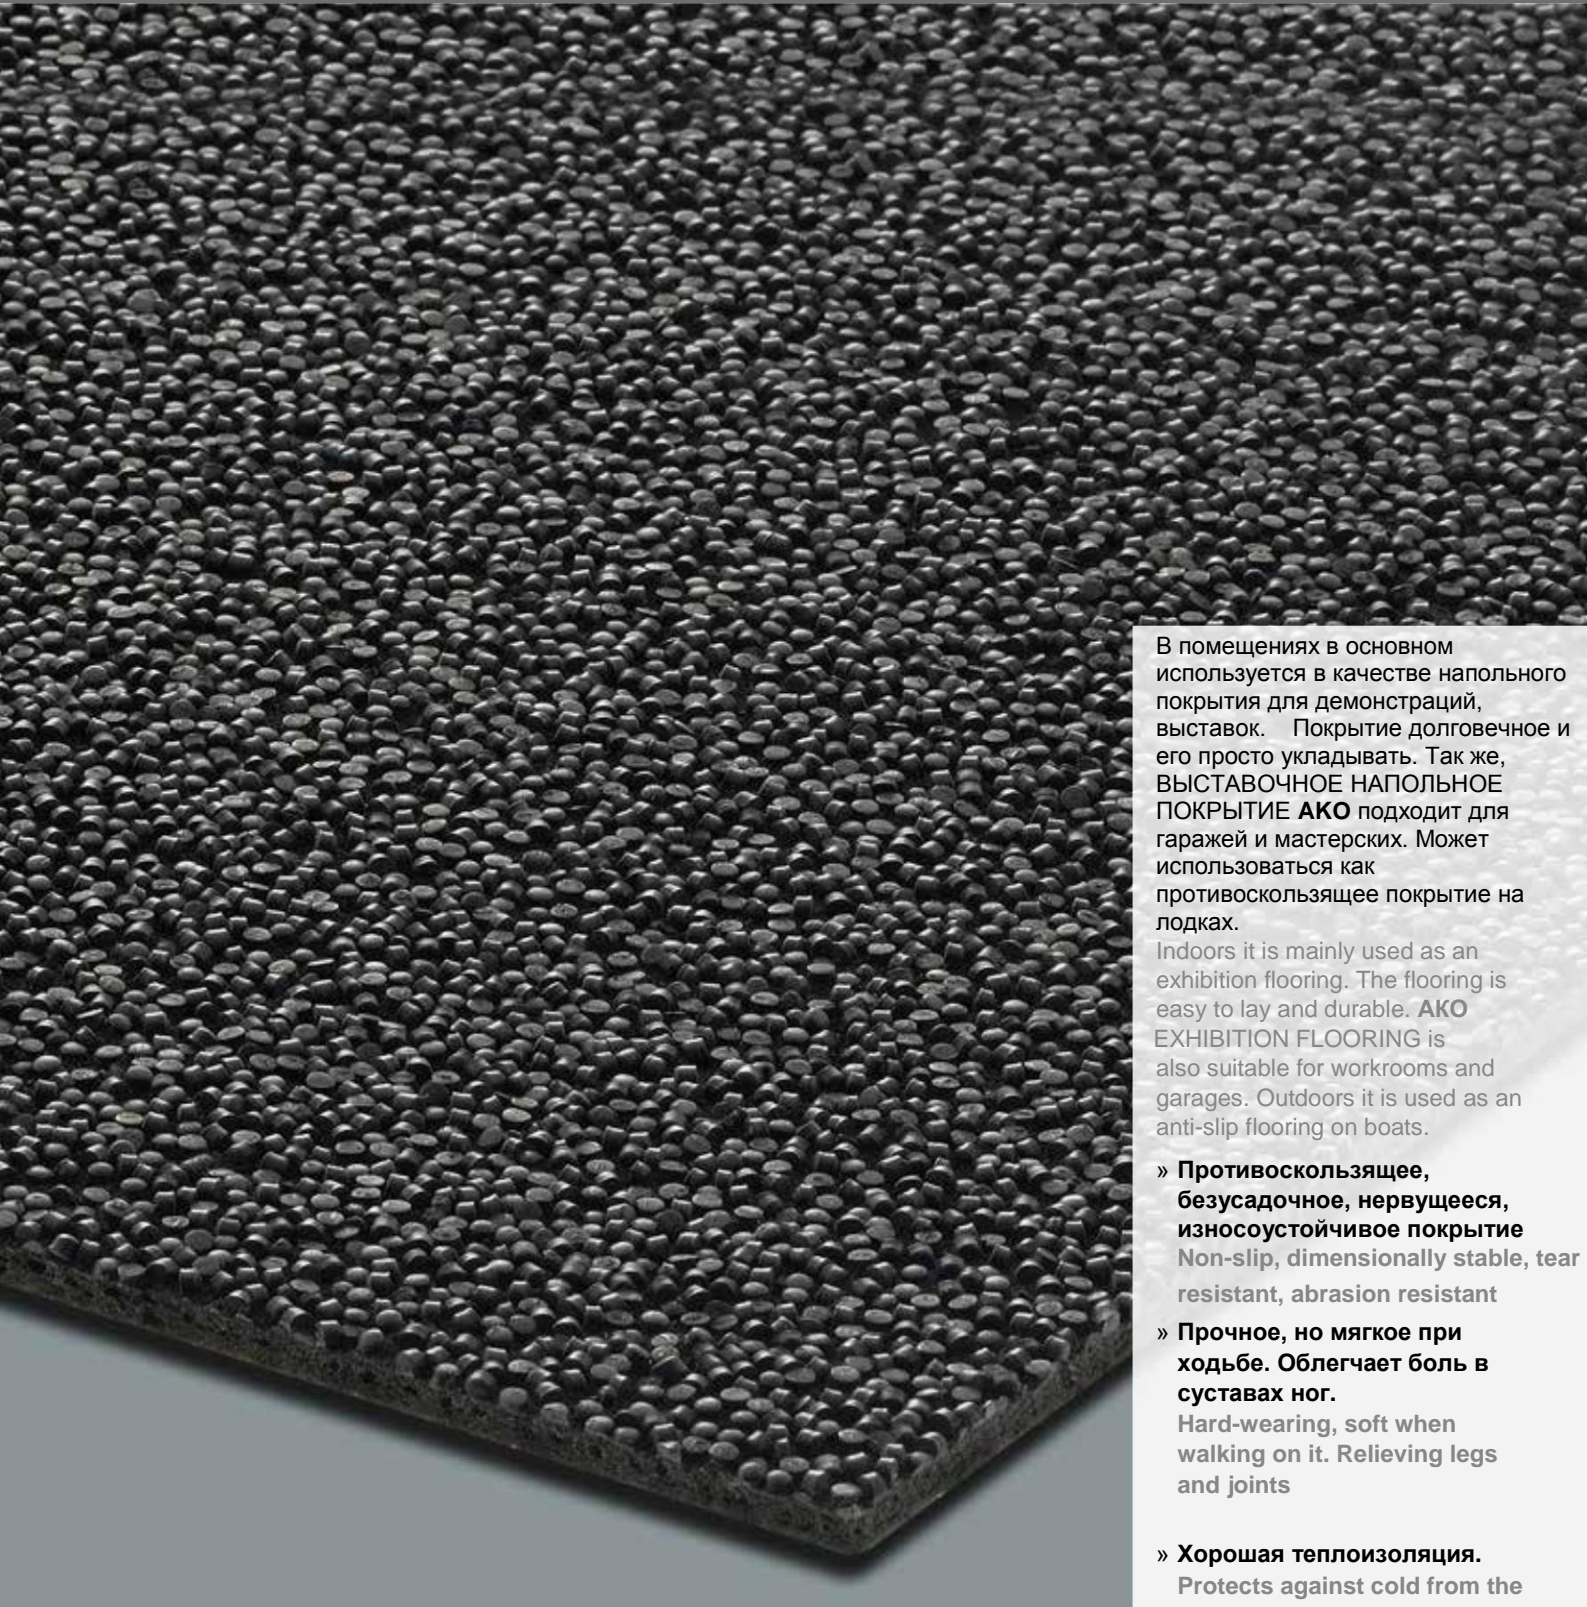 В помещениях в основном
используется в качестве напольного
покрытия для демонстраций,
выставок. Покрытие долговечное и
его просто укладывать. Так же,
ВЫСТАВОЧНОЕ НАПОЛЬНОЕ
ПОКРЫТИЕ AKO подходит для
гаражей и мастерских. Может
использоваться как
противоскользящее покрытие на
лодках.
Indoors it is mainly used as an
exhibition flooring. The flooring is
easy to lay and durable. AKO
EXHIBITION FLOORING is
also suitable for workrooms and
garages. Outdoors it is used as an
anti-slip flooring on boats.
» Противоскользящее,
безусадочное, нервущееся,
износоустойчивое покрытие
Non-slip, dimensionally stable, tear
resistant, abrasion resistant
» Прочное, но мягкое при
ходьбе. Облегчает боль в
суставах ног.
Hard-wearing, soft when
walking on it. Relieving legs
and joints
» Хорошая теплоизоляция.
Protects against cold from the